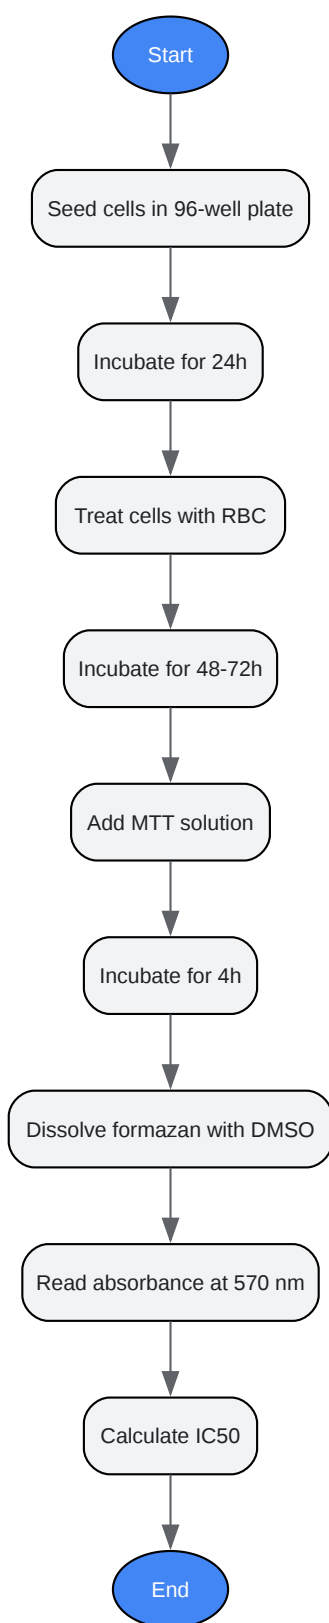 Start
Seed cells in 96-well plate
Incubate for 24h
Treat cells with RBC
Incubate for 48-72h
Add MTT solution
Incubate for 4h
Dissolve formazan with DMSO
Read absorbance at 570 nm
Calculate IC50
End